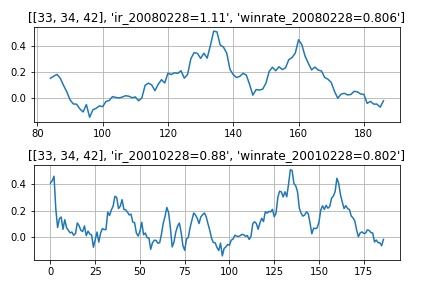 [[33, 34, 42], 'ir_20080228=1.11', 'winrate_20080228=0.806']
0.4
0.2
0.0
80 100 120 140 160 180
[[33, 34, 42], 'ir_20010228=0.88', 'winrate_20010228=0.802']
0.4
0.2
0.0
0 25 50 75 100 125 150 175